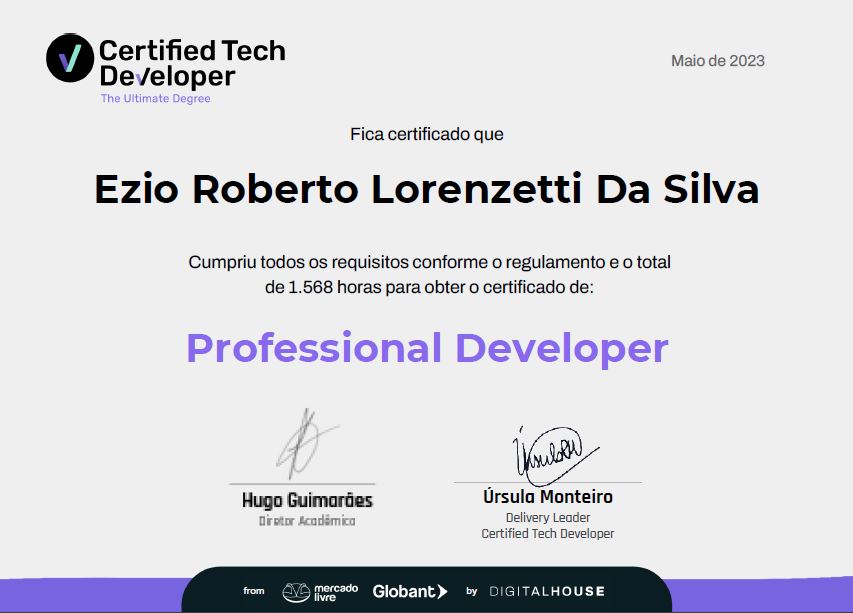 Certified Tech
Developer
The Ultimate Degree
Maio de 2023
Fica certificado que
Ezio Roberto Lorenzetti Da Silva
Cumpriu todos os requisitos conforme o regulamento e o total
de 1.568 horas para obter o certificado de:
Professional Developer
Úrsula
Hugo Guimarães
Diretor Acadêmico
Úrsula Monteiro
Delivery Leader
Certified Tech Developer
from mercado livre Globant by DIGITALHOUSE